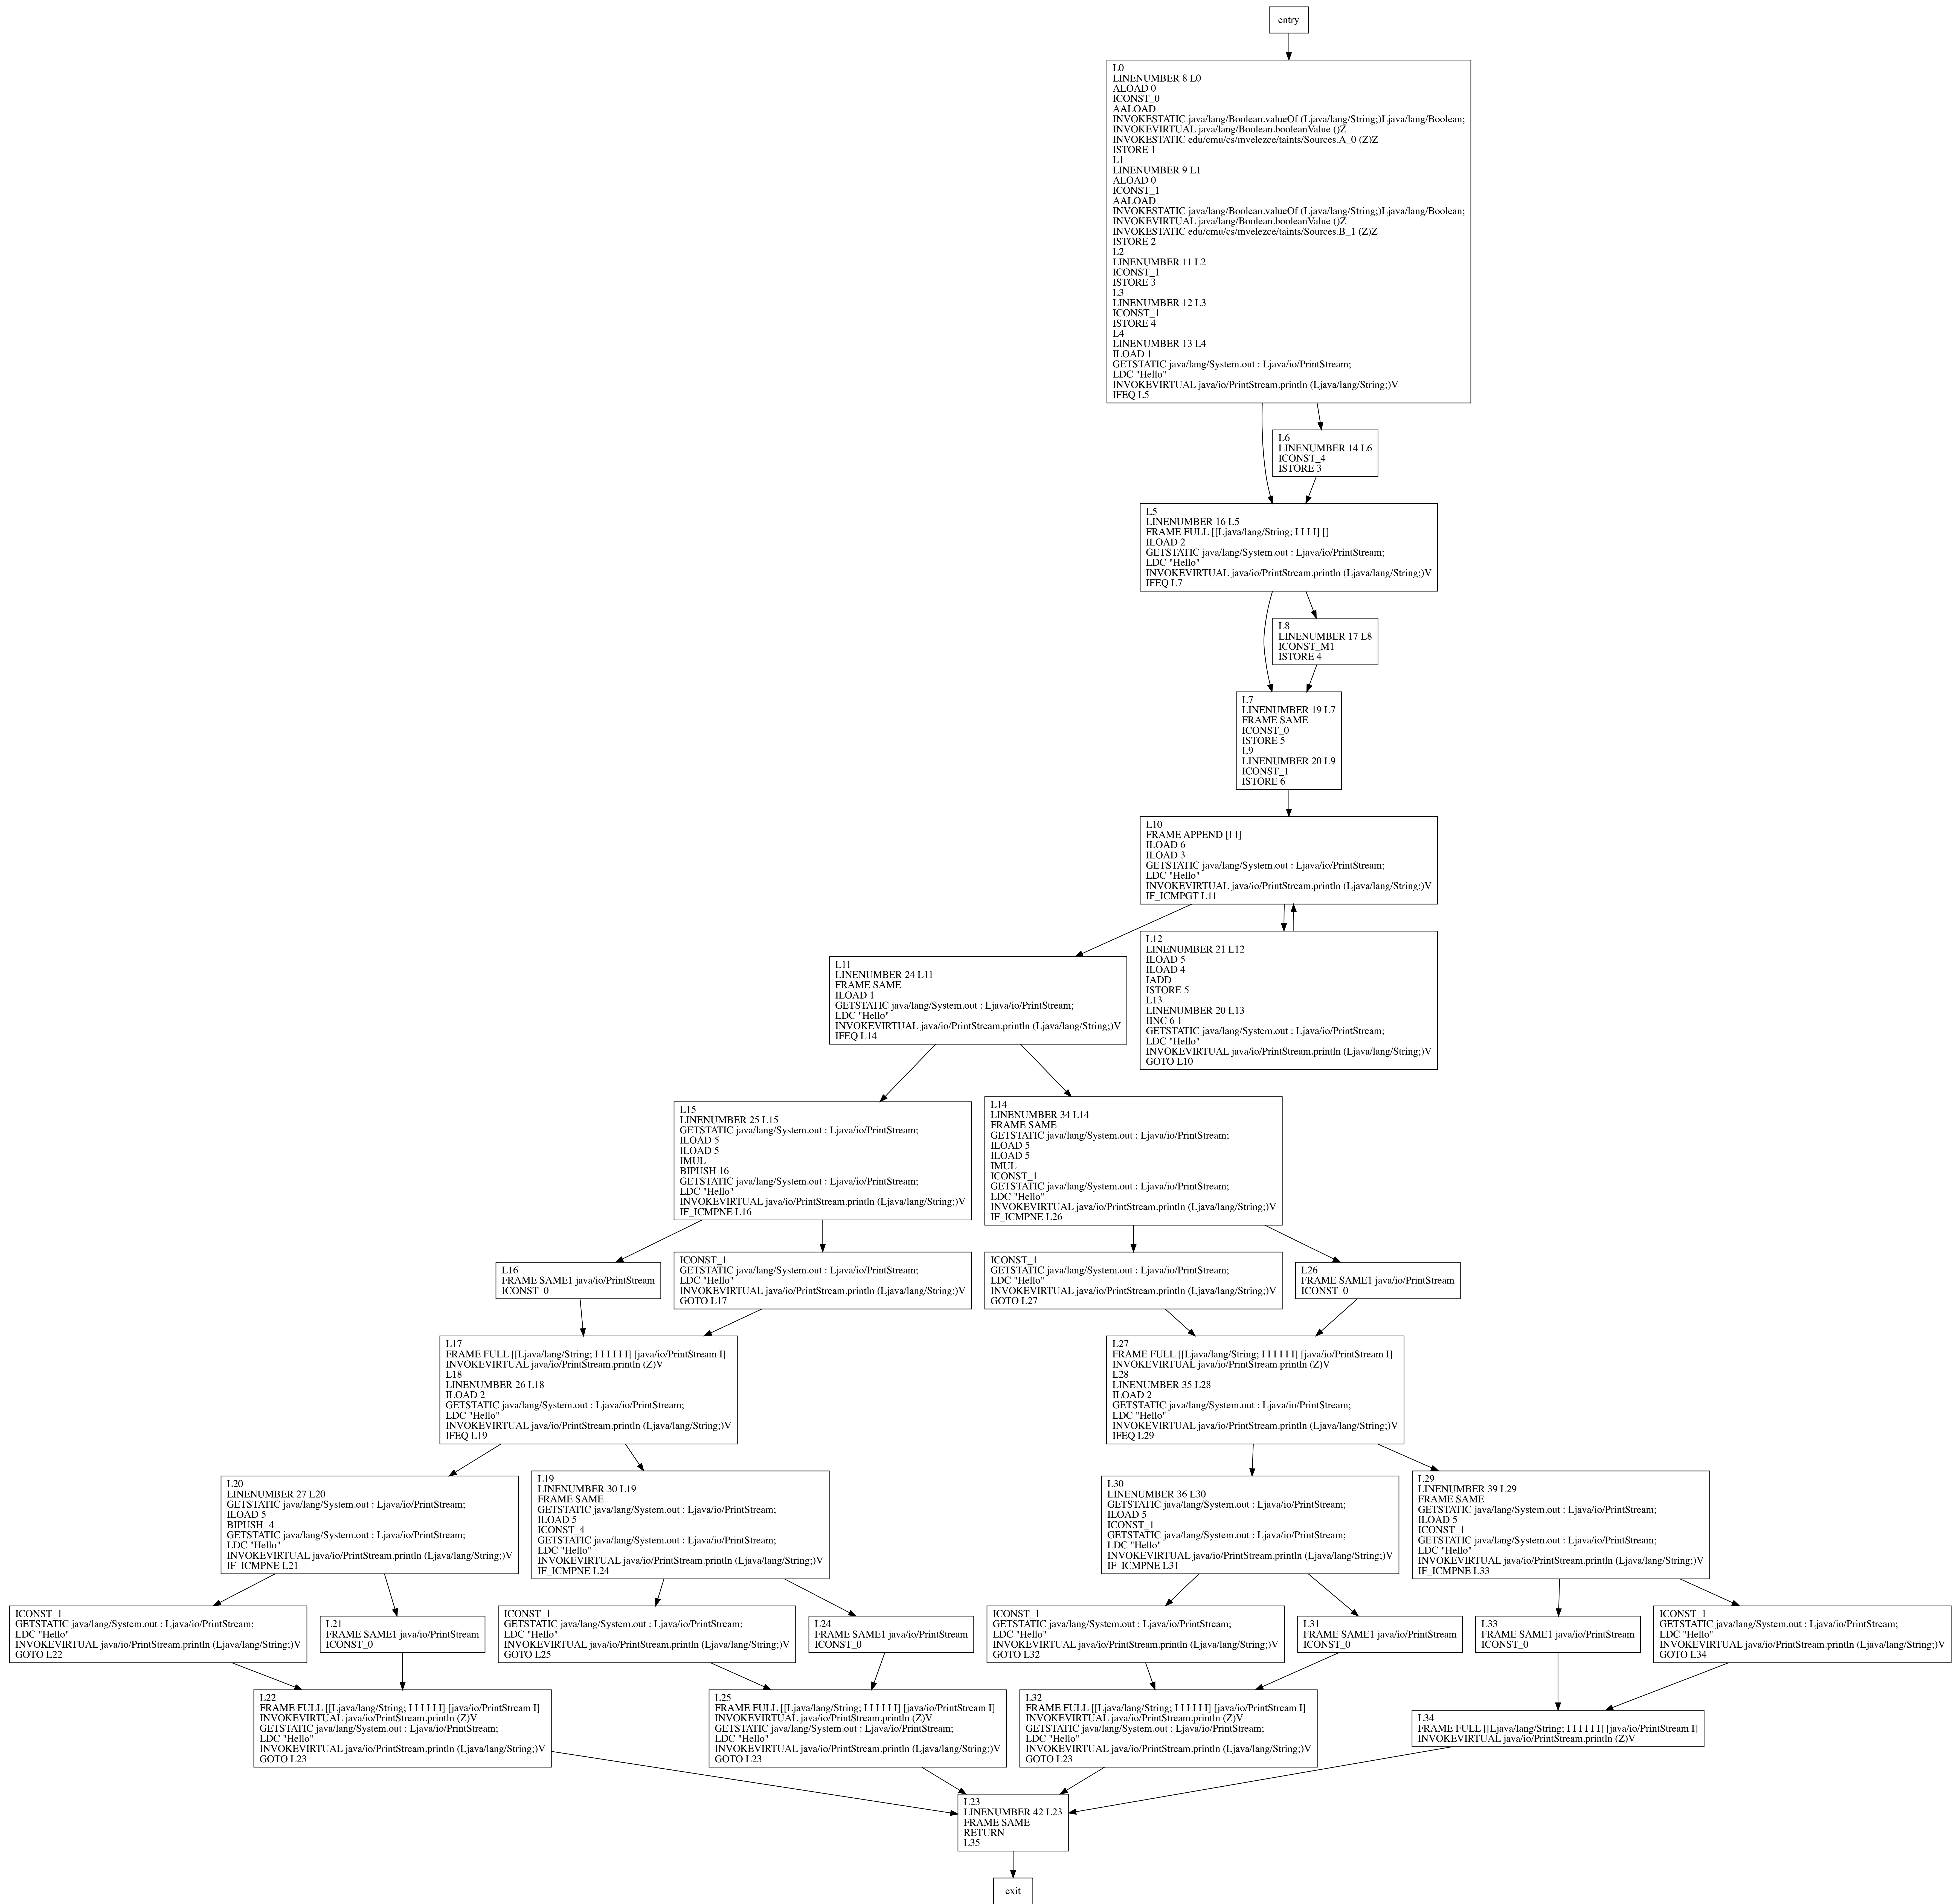 entry
L0
LINENUMBER 8 L0
ALOAD 0
ICONST_0
AALOAD
INVOKESTATIC java/lang/Boolean.valueOf (Ljava/lang/String;)Ljava/lang/Boolean;
INVOKEVIRTUAL java/lang/Boolean.booleanValue ()Z
INVOKESTATIC edu/cmu/cs/mvelezce/taints/Sources.A_0 (Z)Z
ISTORE 1
L1
LINENUMBER 9 L1
ALOAD 0
ICONST_1
AALOAD
INVOKESTATIC java/lang/Boolean.valueOf (Ljava/lang/String;)Ljava/lang/Boolean;
INVOKEVIRTUAL java/lang/Boolean.booleanValue ()Z
INVOKESTATIC edu/cmu/cs/mvelezce/taints/Sources.B_1 (Z)Z
ISTORE 2
L2
LINENUMBER 11 L2
ICONST_1
ISTORE 3
L3
LINENUMBER 12 L3
ICONST_1
ISTORE 4
L4
LINENUMBER 13 L4
ILOAD 1
GETSTATIC java/lang/System.out : Ljava/io/PrintStream;
LDC "Hello"
INVOKEVIRTUAL java/io/PrintStream.println (Ljava/lang/String;)V
IFEQ L5
L6
LINENUMBER 14 L6
ICONST_4
ISTORE 3
L5
LINENUMBER 16 L5
FRAME FULL [[Ljava/lang/String; I I I I] []
ILOAD 2
GETSTATIC java/lang/System.out : Ljava/io/PrintStream;
LDC "Hello"
INVOKEVIRTUAL java/io/PrintStream.println (Ljava/lang/String;)V
IFEQ L7
L8
LINENUMBER 17 L8
ICONST_M1
ISTORE 4
L7
LINENUMBER 19 L7
FRAME SAME
ICONST_0
ISTORE 5
L9
LINENUMBER 20 L9
ICONST_1
ISTORE 6
L10
FRAME APPEND [I I]
ILOAD 6
ILOAD 3
GETSTATIC java/lang/System.out : Ljava/io/PrintStream;
LDC "Hello"
INVOKEVIRTUAL java/io/PrintStream.println (Ljava/lang/String;)V
IF_ICMPGT L11
L11
LINENUMBER 24 L11
FRAME SAME
ILOAD 1
GETSTATIC java/lang/System.out : Ljava/io/PrintStream;
LDC "Hello"
INVOKEVIRTUAL java/io/PrintStream.println (Ljava/lang/String;)V
IFEQ L14
L12
LINENUMBER 21 L12
ILOAD 5
ILOAD 4
IADD
ISTORE 5
L13
LINENUMBER 20 L13
IINC 6 1
GETSTATIC java/lang/System.out : Ljava/io/PrintStream;
LDC "Hello"
INVOKEVIRTUAL java/io/PrintStream.println (Ljava/lang/String;)V
GOTO L10
L15
LINENUMBER 25 L15
GETSTATIC java/lang/System.out : Ljava/io/PrintStream;
ILOAD 5
ILOAD 5
IMUL
BIPUSH 16
GETSTATIC java/lang/System.out : Ljava/io/PrintStream;
LDC "Hello"
INVOKEVIRTUAL java/io/PrintStream.println (Ljava/lang/String;)V
IF_ICMPNE L16
L14
LINENUMBER 34 L14
FRAME SAME
GETSTATIC java/lang/System.out : Ljava/io/PrintStream;
ILOAD 5
ILOAD 5
IMUL
ICONST_1
GETSTATIC java/lang/System.out : Ljava/io/PrintStream;
LDC "Hello"
INVOKEVIRTUAL java/io/PrintStream.println (Ljava/lang/String;)V
IF_ICMPNE L26
L16
FRAME SAME1 java/io/PrintStream
ICONST_0
ICONST_1
GETSTATIC java/lang/System.out : Ljava/io/PrintStream;
LDC "Hello"
INVOKEVIRTUAL java/io/PrintStream.println (Ljava/lang/String;)V
GOTO L17
ICONST_1
GETSTATIC java/lang/System.out : Ljava/io/PrintStream;
LDC "Hello"
INVOKEVIRTUAL java/io/PrintStream.println (Ljava/lang/String;)V
GOTO L27
L26
FRAME SAME1 java/io/PrintStream
ICONST_0
L17
FRAME FULL [[Ljava/lang/String; I I I I I I] [java/io/PrintStream I]
INVOKEVIRTUAL java/io/PrintStream.println (Z)V
L18
LINENUMBER 26 L18
ILOAD 2
GETSTATIC java/lang/System.out : Ljava/io/PrintStream;
LDC "Hello"
INVOKEVIRTUAL java/io/PrintStream.println (Ljava/lang/String;)V
IFEQ L19
L27
FRAME FULL [[Ljava/lang/String; I I I I I I] [java/io/PrintStream I]
INVOKEVIRTUAL java/io/PrintStream.println (Z)V
L28
LINENUMBER 35 L28
ILOAD 2
GETSTATIC java/lang/System.out : Ljava/io/PrintStream;
LDC "Hello"
INVOKEVIRTUAL java/io/PrintStream.println (Ljava/lang/String;)V
IFEQ L29
L20
LINENUMBER 27 L20
GETSTATIC java/lang/System.out : Ljava/io/PrintStream;
ILOAD 5
BIPUSH -4
GETSTATIC java/lang/System.out : Ljava/io/PrintStream;
LDC "Hello"
INVOKEVIRTUAL java/io/PrintStream.println (Ljava/lang/String;)V
IF_ICMPNE L21
L19
LINENUMBER 30 L19
FRAME SAME
GETSTATIC java/lang/System.out : Ljava/io/PrintStream;
ILOAD 5
ICONST_4
GETSTATIC java/lang/System.out : Ljava/io/PrintStream;
LDC "Hello"
INVOKEVIRTUAL java/io/PrintStream.println (Ljava/lang/String;)V
IF_ICMPNE L24
L30
LINENUMBER 36 L30
GETSTATIC java/lang/System.out : Ljava/io/PrintStream;
ILOAD 5
ICONST_1
GETSTATIC java/lang/System.out : Ljava/io/PrintStream;
LDC "Hello"
INVOKEVIRTUAL java/io/PrintStream.println (Ljava/lang/String;)V
IF_ICMPNE L31
L29
LINENUMBER 39 L29
FRAME SAME
GETSTATIC java/lang/System.out : Ljava/io/PrintStream;
ILOAD 5
ICONST_1
GETSTATIC java/lang/System.out : Ljava/io/PrintStream;
LDC "Hello"
INVOKEVIRTUAL java/io/PrintStream.println (Ljava/lang/String;)V
IF_ICMPNE L33
ICONST_1
GETSTATIC java/lang/System.out : Ljava/io/PrintStream;
LDC "Hello"
INVOKEVIRTUAL java/io/PrintStream.println (Ljava/lang/String;)V
GOTO L22
L21
FRAME SAME1 java/io/PrintStream
ICONST_0
ICONST_1
GETSTATIC java/lang/System.out : Ljava/io/PrintStream;
LDC "Hello"
INVOKEVIRTUAL java/io/PrintStream.println (Ljava/lang/String;)V
GOTO L25
L24
FRAME SAME1 java/io/PrintStream
ICONST_0
ICONST_1
GETSTATIC java/lang/System.out : Ljava/io/PrintStream;
LDC "Hello"
INVOKEVIRTUAL java/io/PrintStream.println (Ljava/lang/String;)V
GOTO L32
L31
FRAME SAME1 java/io/PrintStream
ICONST_0
L33
FRAME SAME1 java/io/PrintStream
ICONST_0
ICONST_1
GETSTATIC java/lang/System.out : Ljava/io/PrintStream;
LDC "Hello"
INVOKEVIRTUAL java/io/PrintStream.println (Ljava/lang/String;)V
GOTO L34
L22
FRAME FULL [[Ljava/lang/String; I I I I I I] [java/io/PrintStream I]
INVOKEVIRTUAL java/io/PrintStream.println (Z)V
GETSTATIC java/lang/System.out : Ljava/io/PrintStream;
LDC "Hello"
INVOKEVIRTUAL java/io/PrintStream.println (Ljava/lang/String;)V
GOTO L23
L25
FRAME FULL [[Ljava/lang/String; I I I I I I] [java/io/PrintStream I]
INVOKEVIRTUAL java/io/PrintStream.println (Z)V
GETSTATIC java/lang/System.out : Ljava/io/PrintStream;
LDC "Hello"
INVOKEVIRTUAL java/io/PrintStream.println (Ljava/lang/String;)V
GOTO L23
L32
FRAME FULL [[Ljava/lang/String; I I I I I I] [java/io/PrintStream I]
INVOKEVIRTUAL java/io/PrintStream.println (Z)V
GETSTATIC java/lang/System.out : Ljava/io/PrintStream;
LDC "Hello"
INVOKEVIRTUAL java/io/PrintStream.println (Ljava/lang/String;)V
GOTO L23
L34
FRAME FULL [[Ljava/lang/String; I I I I I I] [java/io/PrintStream I]
INVOKEVIRTUAL java/io/PrintStream.println (Z)V
L23
LINENUMBER 42 L23
FRAME SAME
RETURN
L35
exit